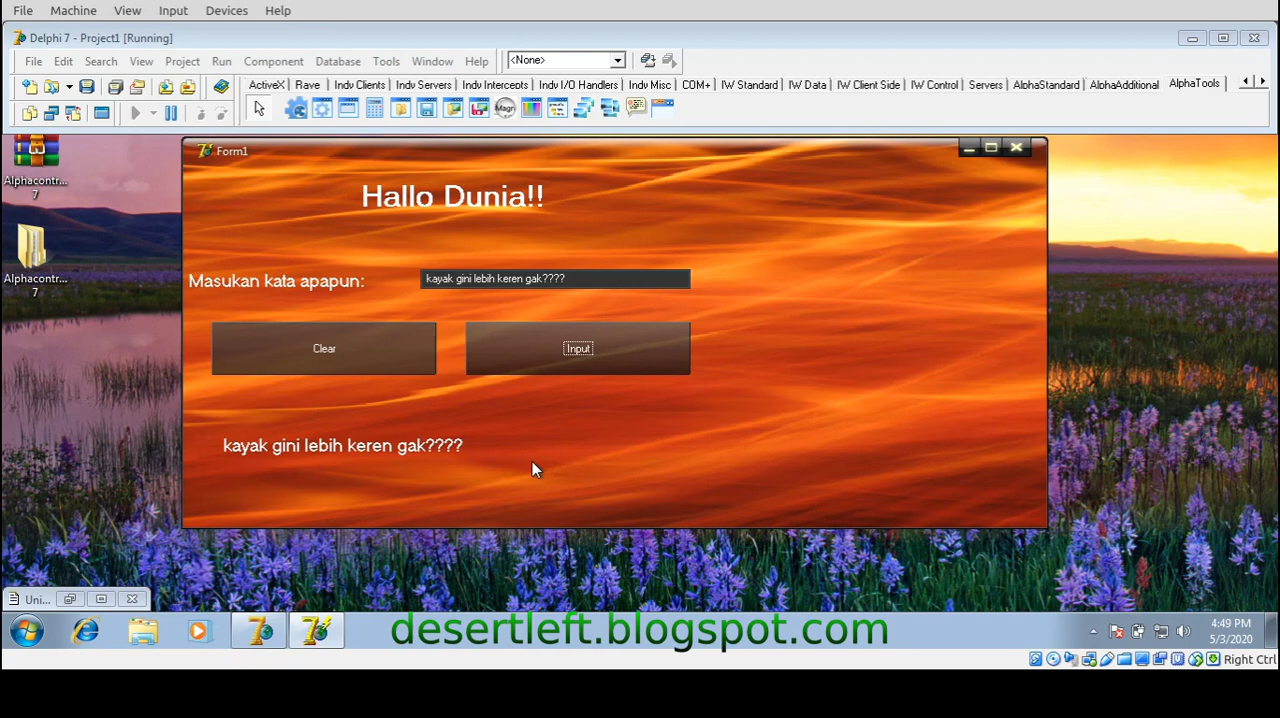 File Machine View Input Devices Help
Delphi 7 - Project1 [Running]
File Edit Search View Project Run Component Database Tools Window Help <None>
ActiveX Rave Indy Clients Indy Servers Indy Intercepts Indy I/O Handlers Indy Misc COM+ IW Standard IW Data IW Client Side IW Control Servers AlphaStandard AlphaAdditional AlphaTools
Magn
Form1
Alphacontr...
7
Hallo Dunia!!
Alphacontr...
7
Masukan kata apapun: kayak gini lebih keren gak????
Clear Input
kayak gini lebih keren gak????
Uni...
desertleft.blogspot.com
4:49 PM
5/3/2020
Right Ctrl